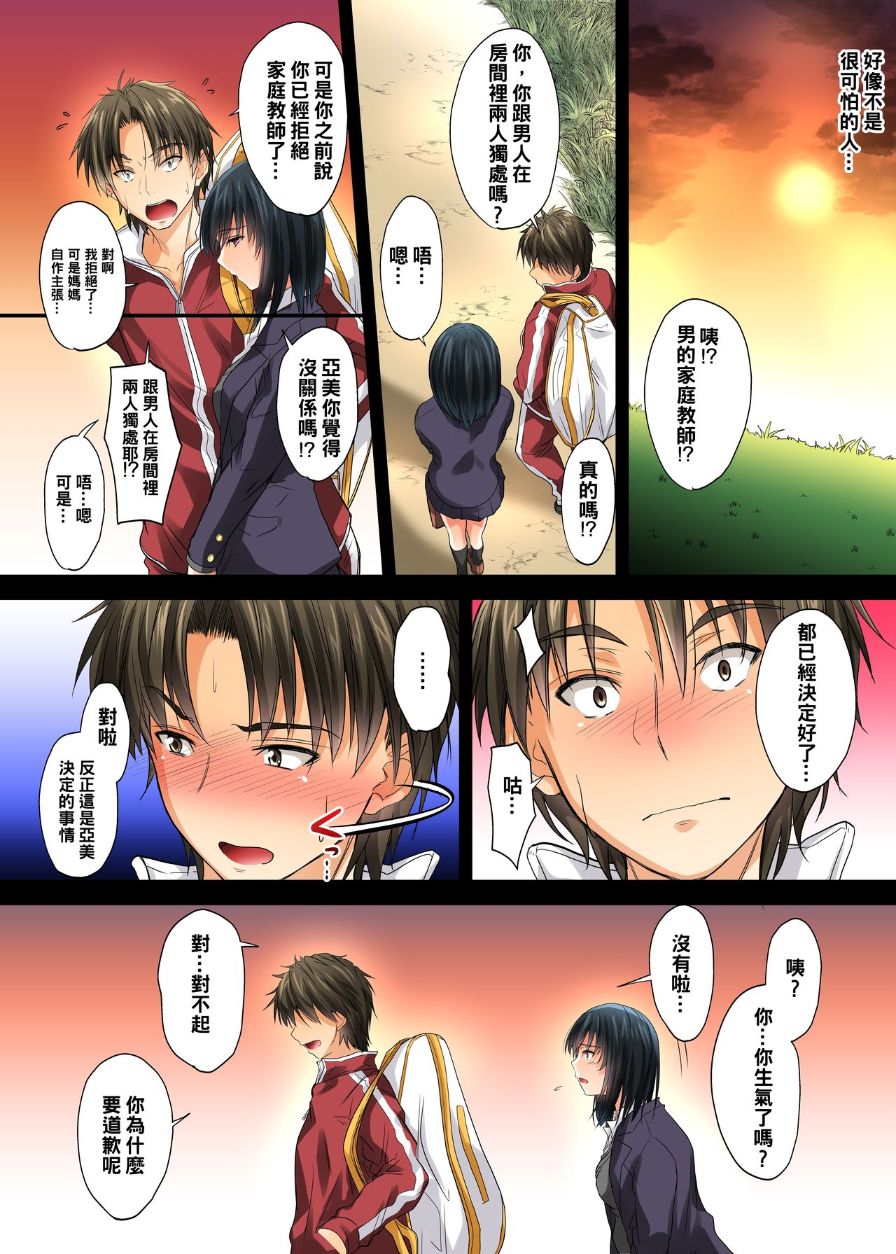 好像不是
很可怕的人…
咦!?
男的家庭教師!?
你，你跟男人在
房間裡兩人獨處嗎?
唔…
嗯…
真的嗎!?
可是你之前說
你已經拒絕
家庭教師了…
對啊
我拒絕了…
可是媽媽
自作主張…
亞美你覺得
沒關係嗎!?
跟男人在房間裡
兩人獨處耶!?
唔…嗯
可是…
都已經決定好了…
咕…
……
對啦
反正這是亞美
決定的事情
咦?
你…你生氣了嗎?
沒有啦…
對…對不起
你為什麼
要道歉呢